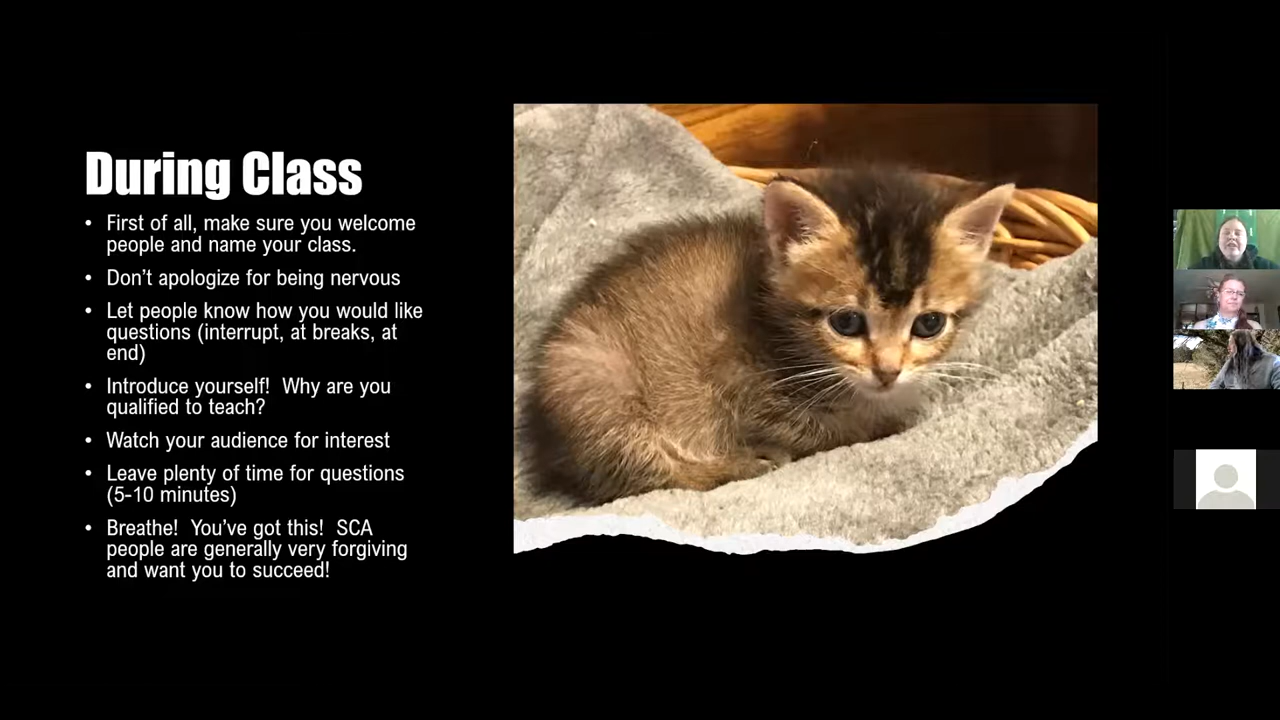 During Class
• First of all, make sure you welcome
people and name your class.
• Don't apologize for being nervous
• Let people know how you would like
questions (interrupt, at breaks, at
end)
• Introduce yourself!  Why are you
qualified to teach?
• Watch your audience for interest
• Leave plenty of time for questions
(5-10 minutes)
• Breathe!  You've got this!  SCA
people are generally very forgiving
and want you to succeed!